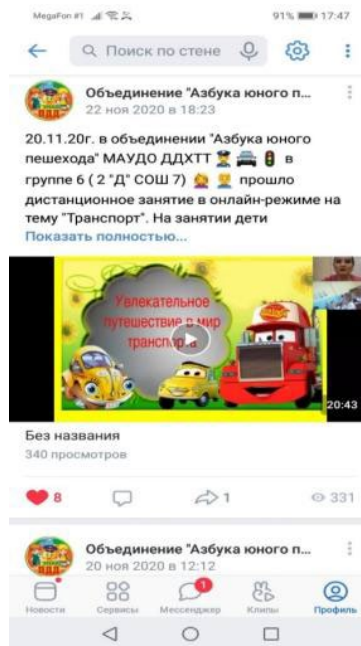 MegaFon #1 91% 17:47
Поиск по стене
Объединение "Азбука юного п...
22 ноя 2020 в 18:23
20.11.20г. в объединении "Азбука юного
пешехода" МАУДО ДДХТТ в
группе 6 ( 2 "Д" СОШ 7) прошло
дистанционное занятие в онлайн-режиме на
тему "Транспорт". На занятии дети
Показать полностью...
Увлекательное
путешествие в мир
транспорта
20:43
Без названия
340 просмотров
8 1 331
Объединение "Азбука юного п...
20 ноя 2020 в 12:12
1
Новости Сервисы Мессенджер Клипы Профиль